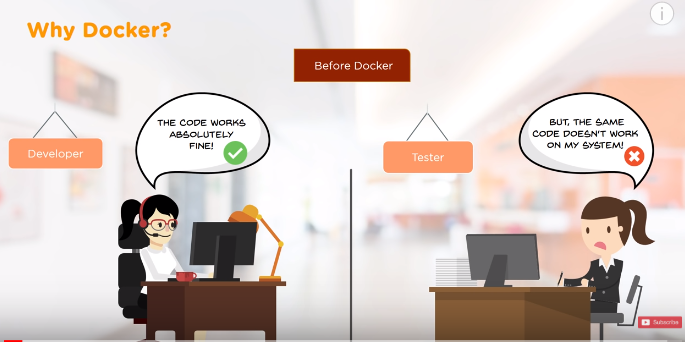 Why Docker?
Before Docker
Developer
THE CODE WORKS
ABSOLUTELY
FINE!
Tester
BUT, THE SAME
CODE DOESN'T WORK
ON MY SYSTEM!
Subscribe